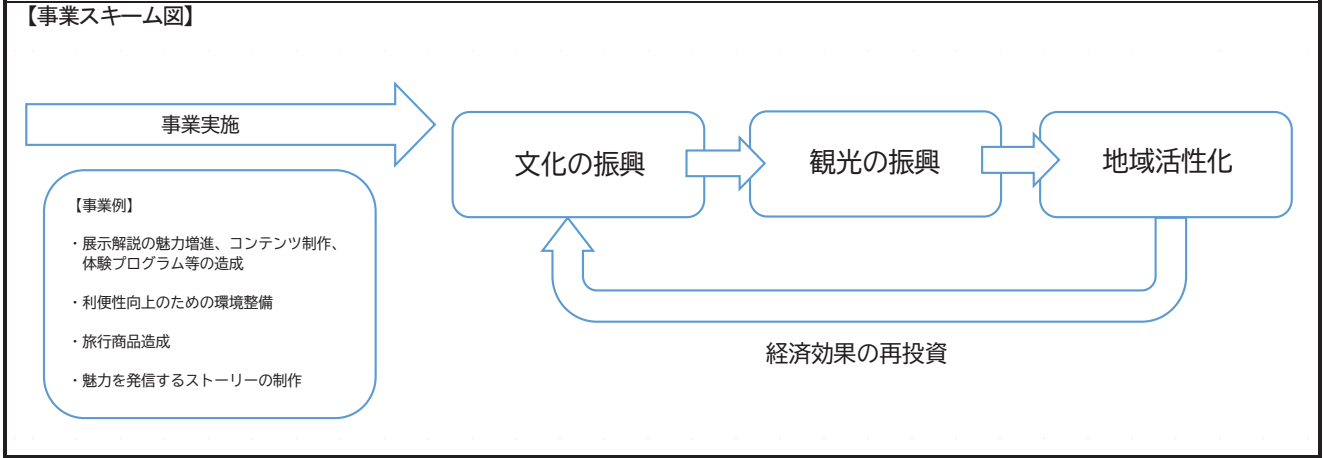 【事業スキーム図】
事業実施
文化の振興
観光の振興
地域活性化
【事業例】
・展示解説の魅力増進、コンテンツ制作、
体験プログラム等の造成
・利便性向上のための環境整備
・旅行商品造成
・魅力を発信するストーリーの制作
経済効果の再投資